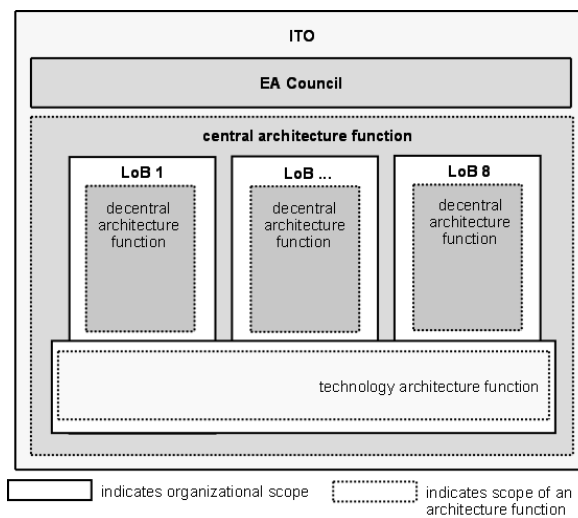 ITO
EA Council
central architecture function
LoB 1
LoB ...
LoB 8
decentral
architecture
function
decentral
architecture
function
decentral
architecture
function
technology architecture function
indicates organizational scope
indicates scope of an
architecture function